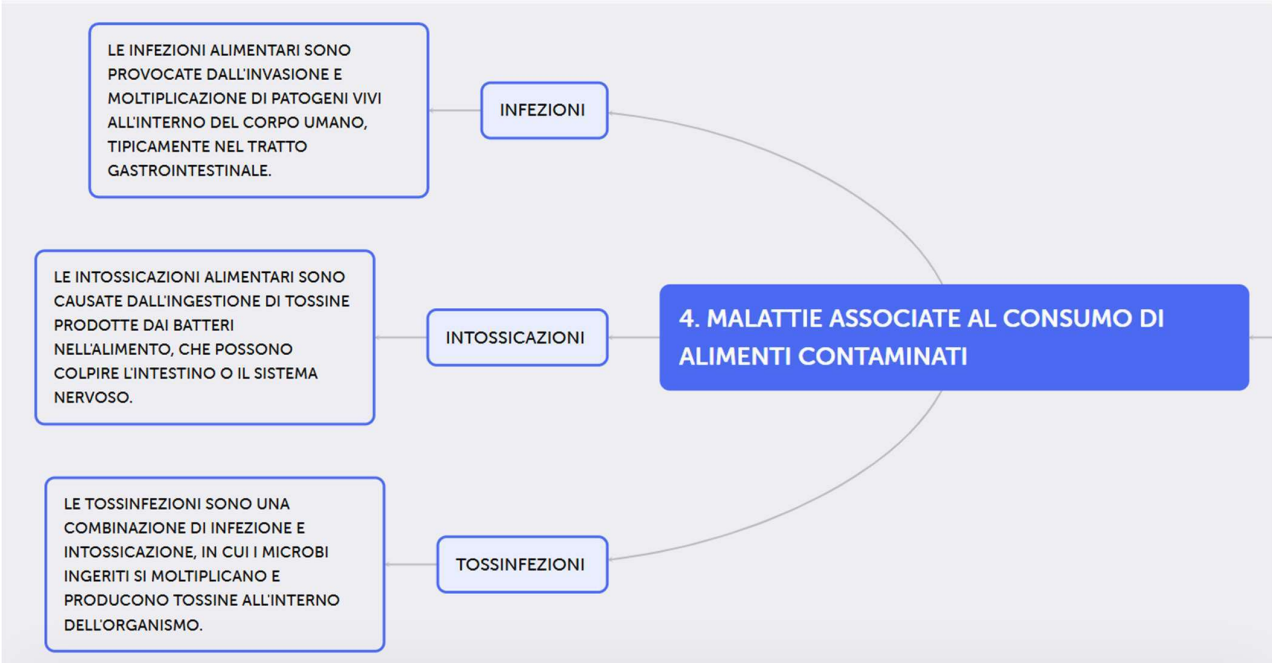 LE INFEZIONI ALIMENTARI SONO
PROVOCATE DALL'INVASIONE E
MOLTIPLICAZIONE DI PATOGENI VIVI
ALL'INTERNO DEL CORPO UMANO,
TIPICAMENTE NEL TRATTO
GASTROINTESTINALE.
INFEZIONI
LE INTOSSICAZIONI ALIMENTARI SONO
CAUSATE DALL'INGESTIONE DI TOSSINE
PRODOTTE DAI BATTERI
NELL'ALIMENTO, CHE POSSONO
COLPIRE L'INTESTINO O IL SISTEMA
NERVOSO.
INTOSSICAZIONI
4. MALATTIE ASSOCIATE AL CONSUMO DI
ALIMENTI CONTAMINATI
LE TOSSINFEZIONI SONO UNA
COMBINAZIONE DI INFEZIONE E
INTOSSICAZIONE, IN CUI I MICROBI
INGERITI SI MOLTIPLICANO E
PRODUCONO TOSSINE ALL'INTERNO
DELL'ORGANISMO.
TOSSINFEZIONI